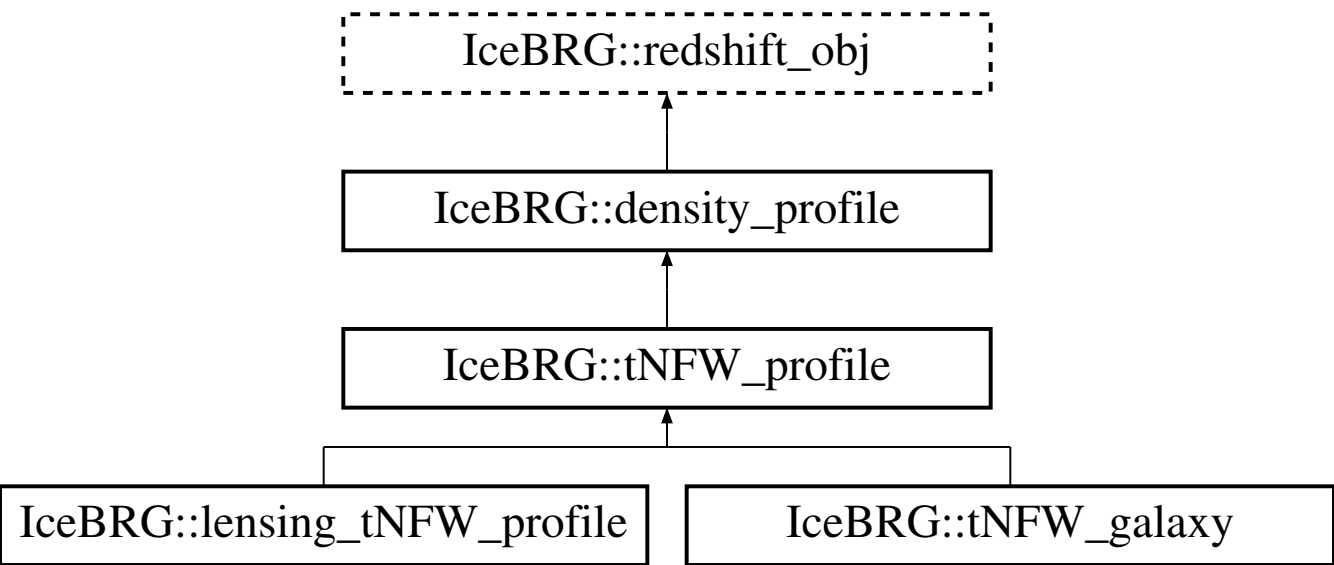 IceBRG::redshift_obj
IceBRG::density_profile
IceBRG::tNFW_profile
IceBRG::lensing_tNFW_profile
IceBRG::tNFW_galaxy